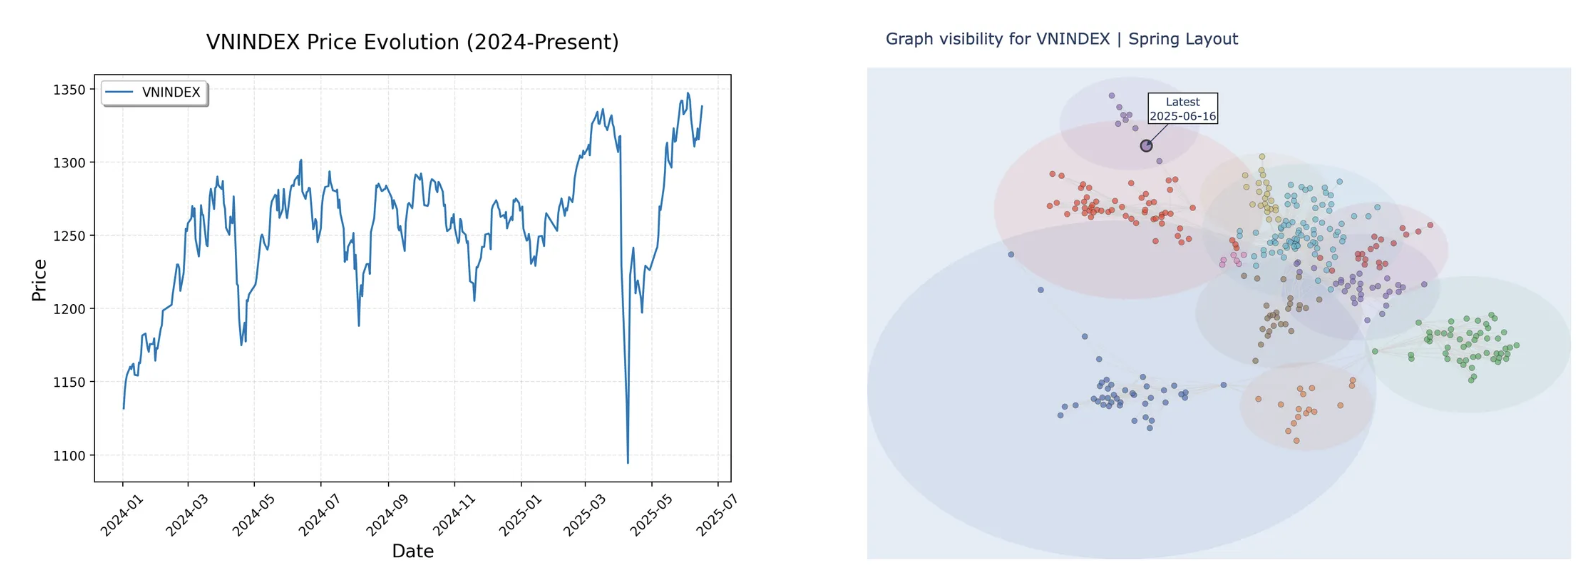 VNINDEX Price Evolution (2024-Present)
VNINDEX
1350
1300
1250
1200
1150
1100
Price
2024-01
2024-03
2024-05
2024-07
2024-09
2024-11
2025-01
2025-03
2025-05
2025-07
Date
Graph visibility for VNINDEX | Spring Layout
Latest
2025-06-16